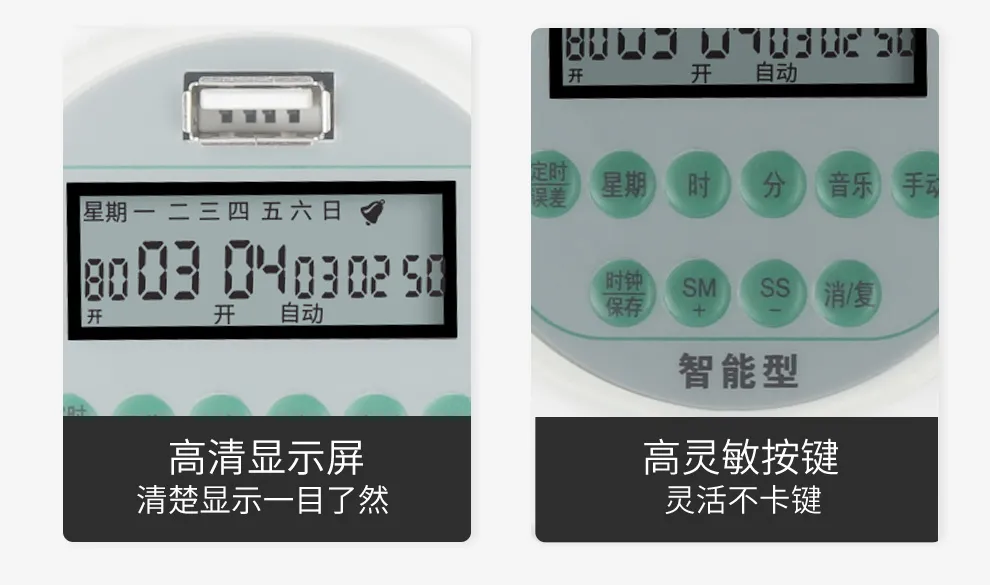 星期一 二 三 四 五 六 日
80 03 04 03 02 50
开 开 自动
高清显示屏
清楚显示一目了然
80 03 04 03 02 50
开 开 自动
定时
误差
星期
时
分
音乐
手动
时钟
保存
SM
+
SS
-
消/复
智能型
高灵敏按键
灵活不卡键